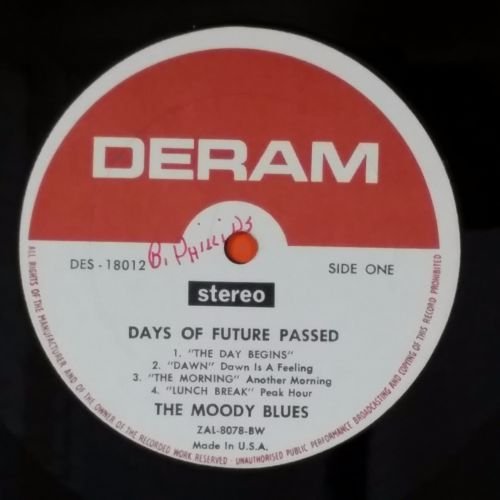 DERAM
B. PHILLIPS
DES - 18012
SIDE ONE
stereo
DAYS OF FUTURE PASSED
1. "THE DAY BEGINS"
2. "DAWN" Dawn Is A Feeling
3. "THE MORNING" Another Morning
4. "LUNCH BREAK" Peak Hour
THE MOODY BLUES
ZAL-8078-BW
Made In U.S.A.
ALL RIGHTS OF THE MANUFACTURER AND OF THE OWNER OF THE RECORDED WORK RESERVED - UNAUTHORISED PUBLIC PERFORMANCE BROADCASTING AND COPYING OF THIS RECORD PROHIBITED